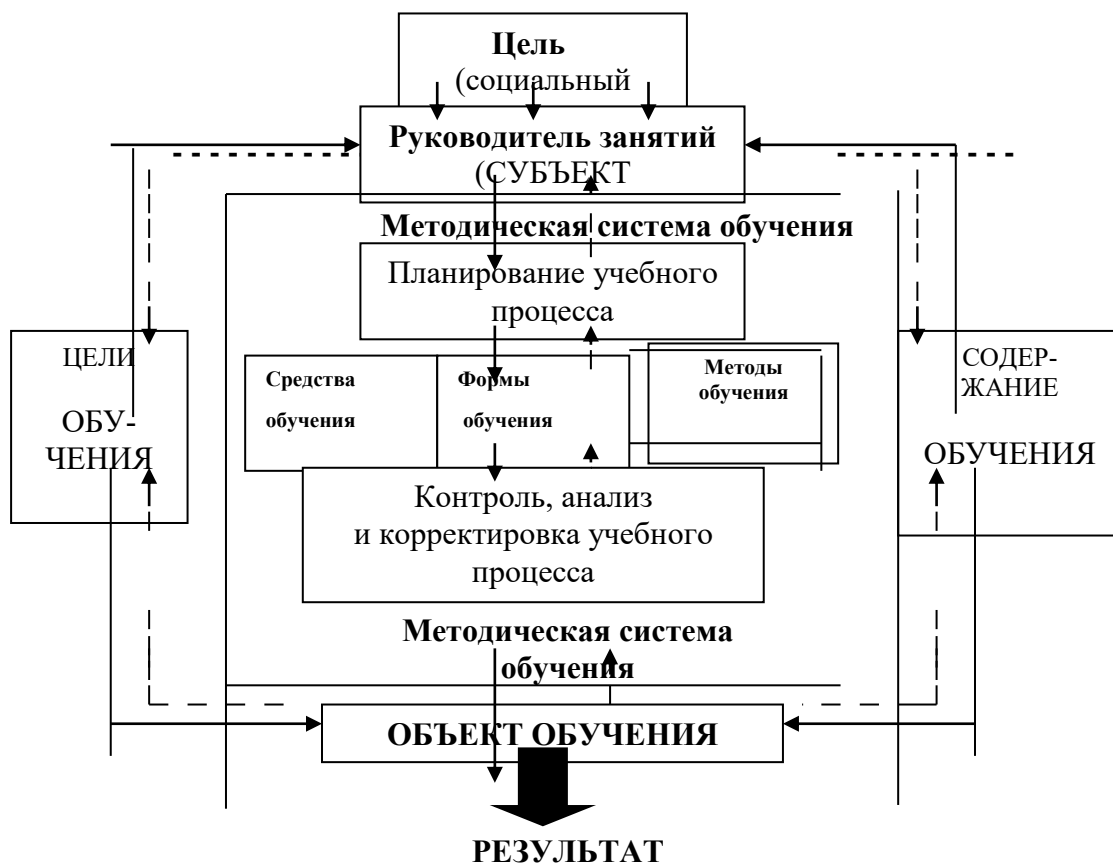 Цель
(социальный
Руководитель занятий
(СУБЪЕКТ
Методическая система обучения
Планирование учебного
процесса
ЦЕЛИ
ОБУ-
ЧЕНИЯ
Средства
обучения
Формы
обучения
Методы
обучения
СОДЕР-
ЖАНИЕ
ОБУЧЕНИЯ
Контроль, анализ
и корректировка учебного
процесса
Методическая система
обучения
ОБЪЕКТ ОБУЧЕНИЯ
РЕЗУЛЬТАТ